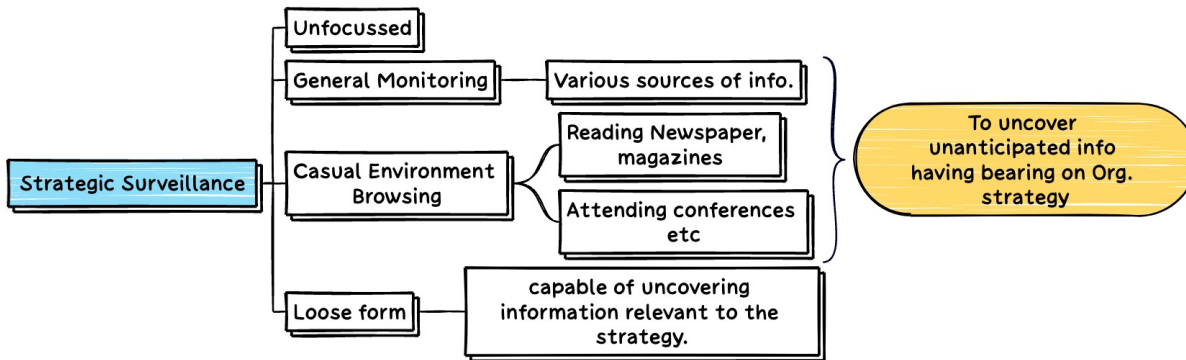 Unfocussed
General Monitoring
Various sources of info.
Reading Newspaper,
magazines
Strategic Surveillance
Casual Environment
Browsing
Attending conferences
etc
To uncover
unanticipated info
having bearing on Org.
strategy
Loose form
capable of uncovering
information relevant to the
strategy.